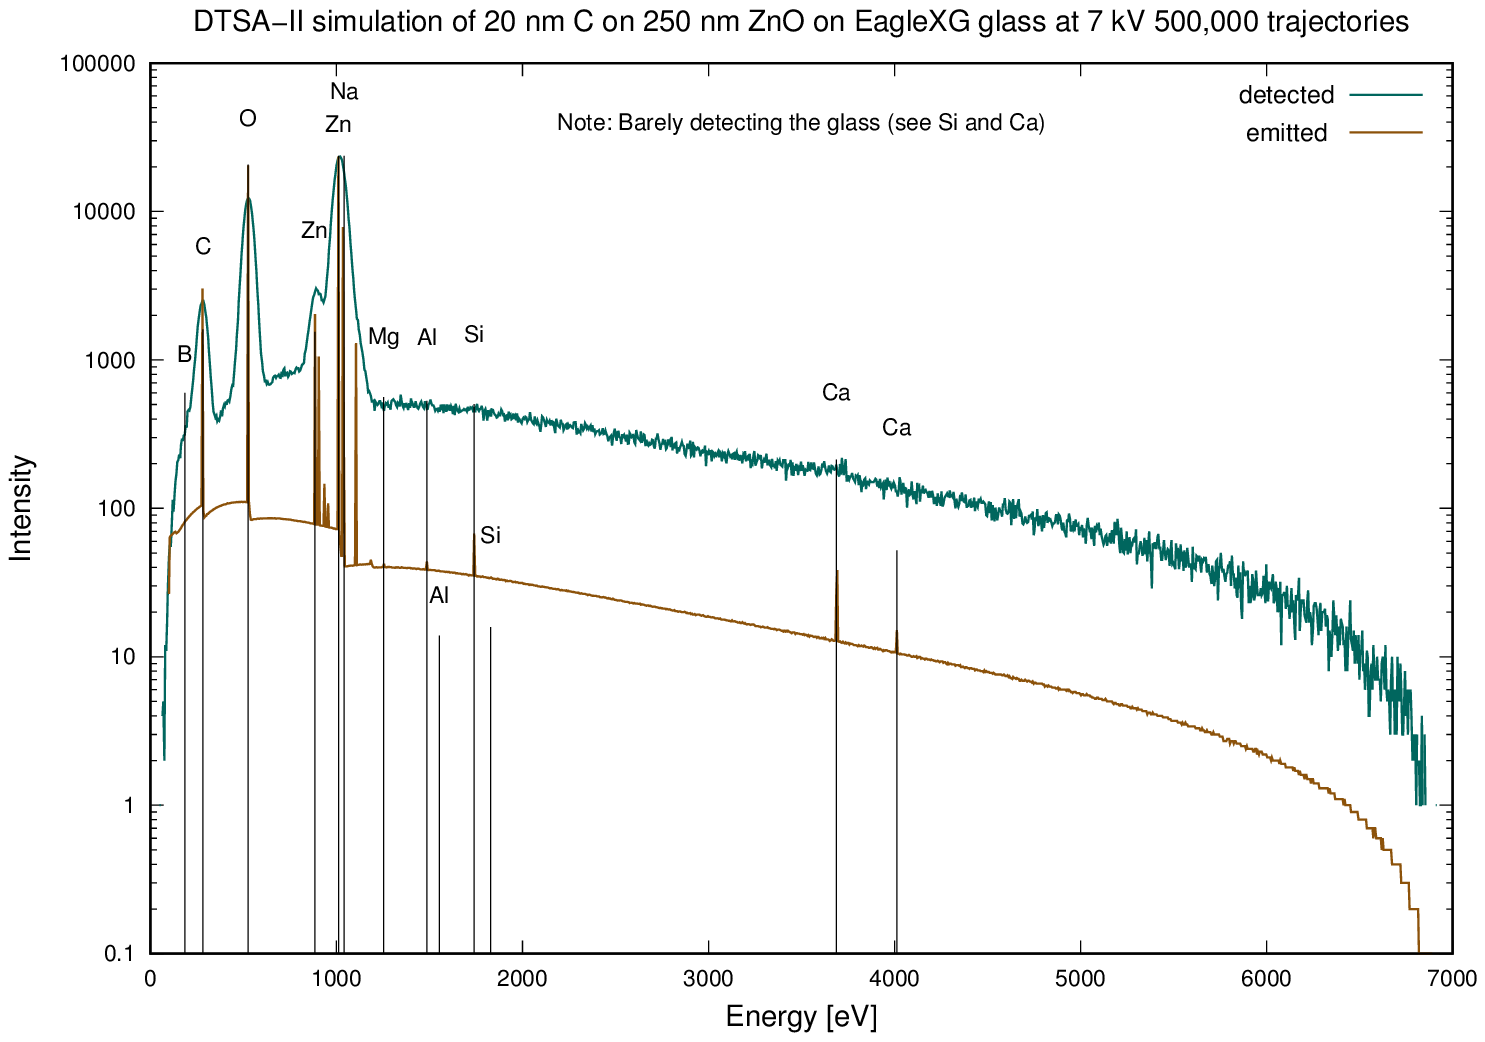 DTSA−II simulation of 20 nm C on 250 nm ZnO on EagleXG glass at 7 kV 500,000 trajectories
100000
10000
1000
100
10
1
0.1
Intensity
Note: Barely detecting the glass (see Si and Ca)
detected
emitted
B
C
O
Zn
Na
Zn
Mg
Al
Si
Al
Si
Ca
Ca
0
1000
2000
3000
4000
5000
6000
7000
Energy [eV]